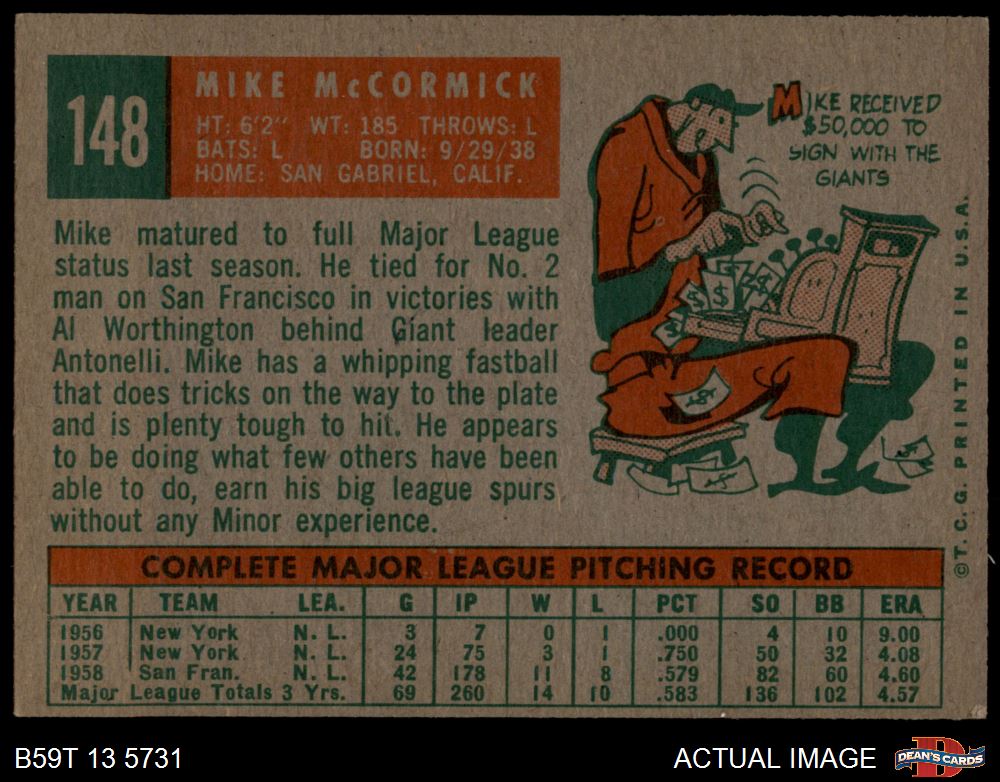 148
MIKE McCORMICK
HT: 6'2" WT: 185 THROWS: L
BATS: L BORN: 9/29/38
HOME: SAN GABRIEL, CALIF.
MIKE RECEIVED
$50,000 TO
SIGN WITH THE
GIANTS
Mike matured to full Major League
status last season. He tied for No. 2
man on San Francisco in victories with
Al Worthington behind Giant leader
Antonelli. Mike has a whipping fastball
that does tricks on the way to the plate
and is plenty tough to hit. He appears
to be doing what few others have been
able to do, earn his big league spurs
without any Minor experience.
©T.C.G. PRINTED IN U.S.A.
COMPLETE MAJOR LEAGUE PITCHING RECORD
YEAR TEAM LEA. G IP W L PCT SO BB ERA
1956 New York N. L. 3 7 0 1 .000 4 10 9.00
1957 New York N. L. 24 75 3 1 .750 50 32 4.08
1958 San Fran. N. L. 42 178 11 8 .579 82 60 4.60
Major League Totals 3 Yrs. 69 260 14 10 .583 136 102 4.57
B59T 13 5731
ACTUAL IMAGE
DEAN'S CARDS